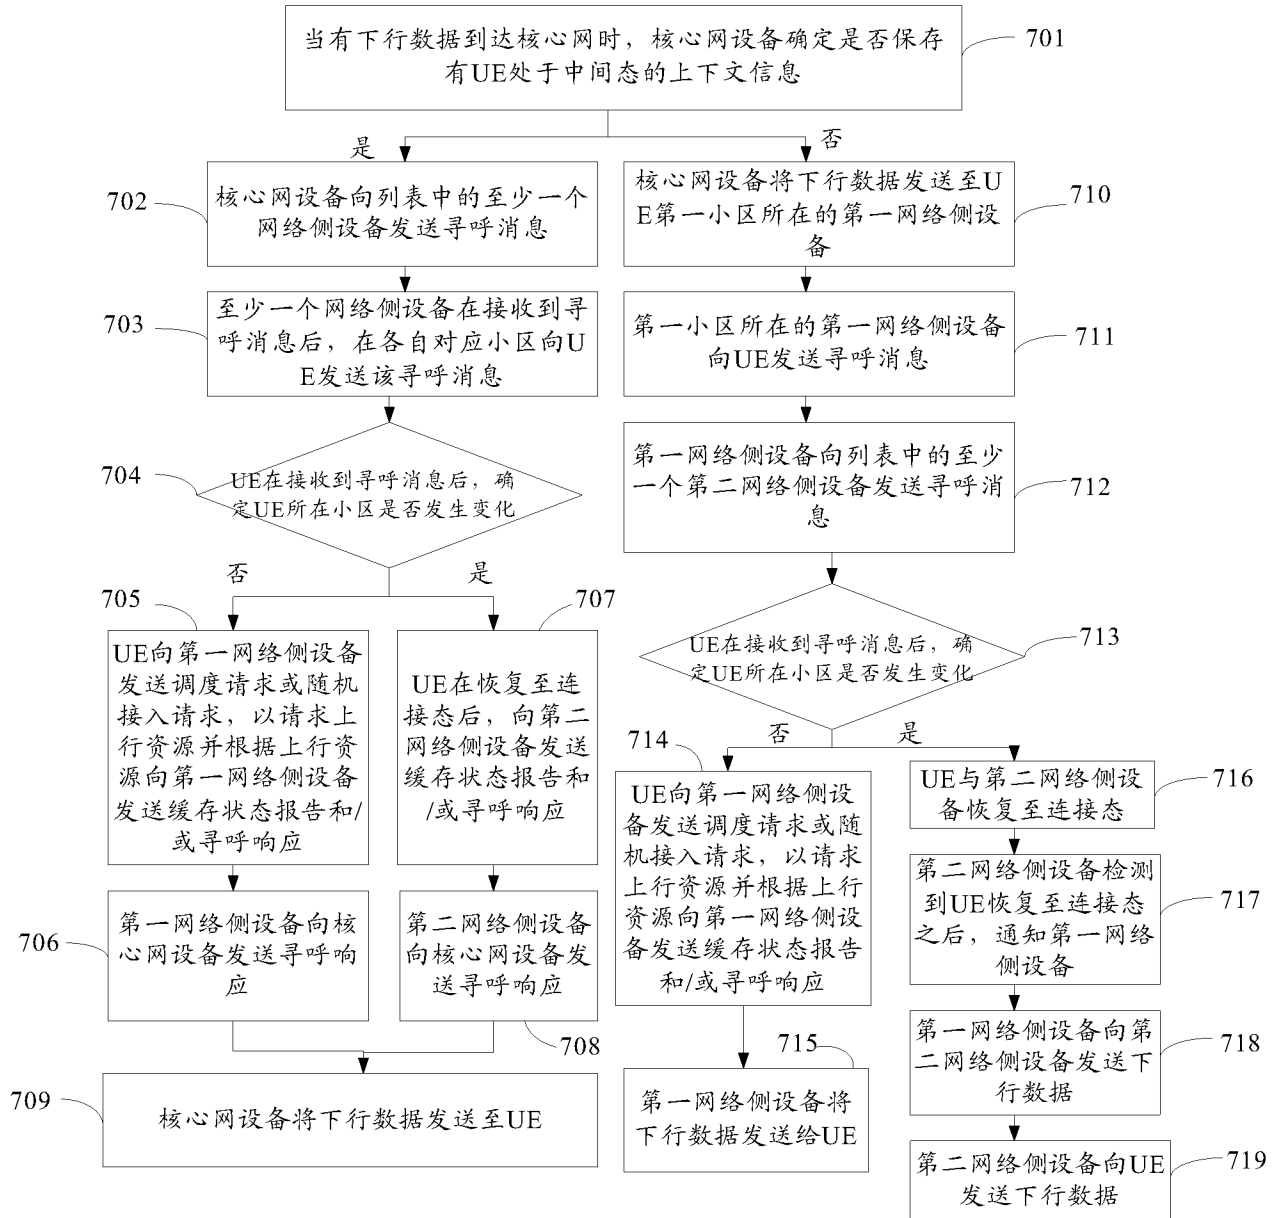 当有下行数据到达核心网时，核心网设备确定是否保存
有UE处于中间态的上下文信息
701
是
否
702
核心网设备向列表中的至少一个
网络侧设备发送寻呼消息
核心网设备将下行数据发送至U
E第一小区所在的第一网络侧设
备
710
703
至少一个网络侧设备在接收到寻
呼消息后，在各自对应小区向U
E发送该寻呼消息
第一小区所在的第一网络侧设备
向UE发送寻呼消息
711
704
UE在接收到寻呼消息后，确
定UE所在小区是否发生变化
第一网络侧设备向列表中的至少
一个第二网络侧设备发送寻呼消
息
712
否
是
705
707
UE向第一网络侧设备
发送调度请求或随机
接入请求，以请求上
行资源并根据上行资
源向第一网络侧设备
发送缓存状态报告和/
或寻呼响应
UE在恢复至连
接态后，向第二
网络侧设备发送
缓存状态报告和
/或寻呼响应
UE在接收到寻呼消息后，确
定UE所在小区是否发生变化
713
否
是
714
UE向第一网络侧设
备发送调度请求或随
机接入请求，以请求
上行资源并根据上行
资源向第一网络侧设
备发送缓存状态报告
和/或寻呼响应
UE与第二网络侧设
备恢复至连接态
716
706
第一网络侧设备向核
心网设备发送寻呼响
应
第二网络侧设备
向核心网设备发
送寻呼响应
708
第二网络侧设备检测
到UE恢复至连接态
之后，通知第一网络
侧设备
717
709
核心网设备将下行数据发送至UE
715
第一网络侧设备将
下行数据发送给UE
第一网络侧设备向第
二网络侧设备发送下
行数据
718
第二网络侧设备向UE
发送下行数据
719